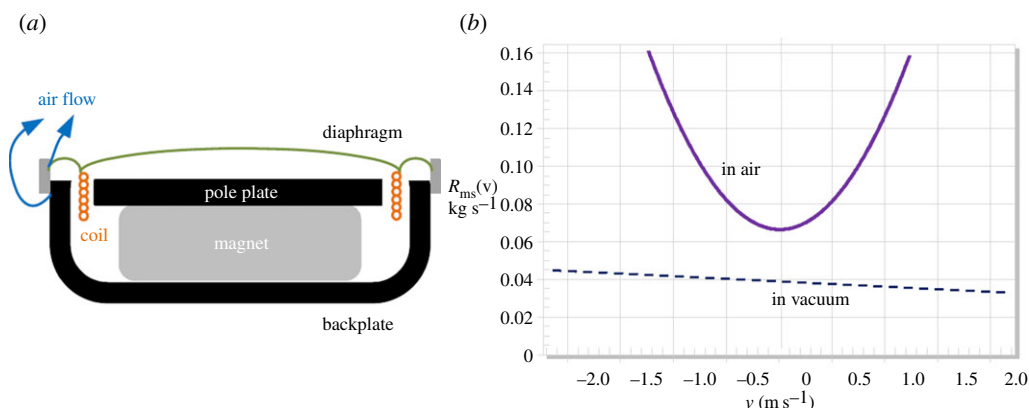 (a)
air flow
diaphragm
pole plate
coil
magnet
backplate
(b)
0.16
0.14
0.12
0.10
0.08
0.06
0.04
0.02
0
Rms(v)
kg s–1
in air
in vacuum
–2.0 –1.5 –1.0 –0.5 0 0.5 1.0 1.5 2.0
v (m s–1)